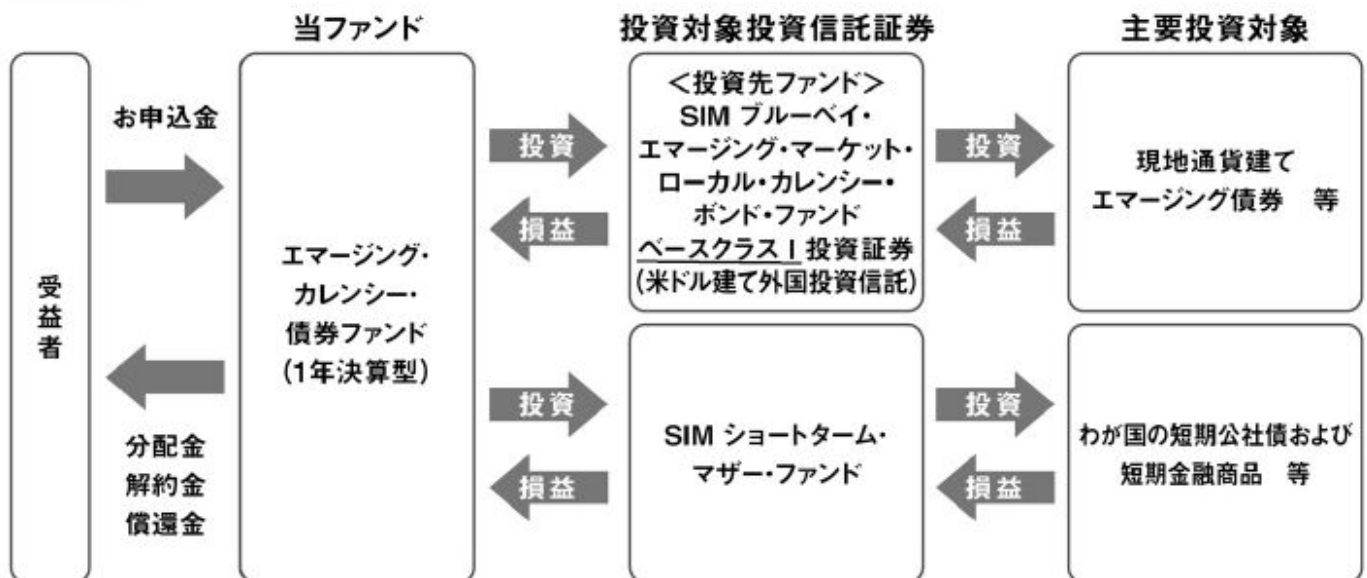 当ファンド
投資対象投資信託証券
主要投資対象
受益者
お申込金
分配金
解約金
償還金
エマージング・
カレンシー・
債券ファンド
(1年決算型)
投資
損益
<投資先ファンド>
SIM ブルーベイ・
エマージング・マーケット・
ローカル・カレンシー・
ボンド・ファンド
ベースクラス I 投資証券
(米ドル建て外国投資信託)
投資
損益
現地通貨建て
エマージング債券 等
投資
損益
SIM ショートターム・
マザー・ファンド
投資
損益
わが国の短期公社債および
短期金融商品 等